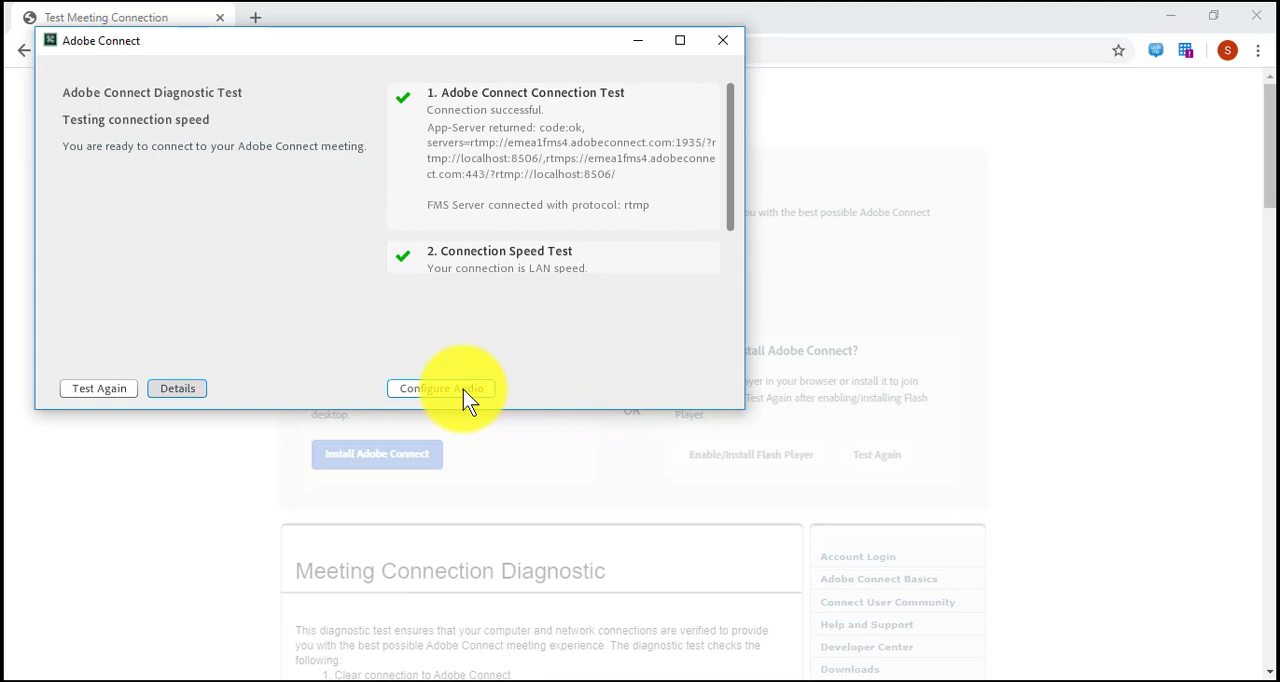 Test Meeting Connection
Adobe Connect
S
Adobe Connect Diagnostic Test
Testing connection speed
You are ready to connect to your Adobe Connect meeting.
1. Adobe Connect Connection Test
Connection successful.
App-Server returned: code:ok,
servers=rtmp://emea1fms4.adobeconnect.com:1935/?r
tmp://localhost:8506/,rtmps://emea1fms4.adobeconne
ct.com:443/?rtmp://localhost:8506/
FMS Server connected with protocol: rtmp
2. Connection Speed Test
Your connection is LAN speed.
Test Again
Details
Configure Audio
ou with the best possible Adobe Connect
stall Adobe Connect?
ayer in your browser or install it to join
Test Again after enabling/installing Flash
Player.
desktop.
OR
Install Adobe Connect
Enable/Install Flash Player
Test Again
Meeting Connection Diagnostic
This diagnostic test ensures that your computer and network connections are verified to provide
you with the best possible Adobe Connect meeting experience. The diagnostic test checks the
following:
1. Clear connection to Adobe Connect
Account Login
Adobe Connect Basics
Connect User Community
Help and Support
Developer Center
Downloads